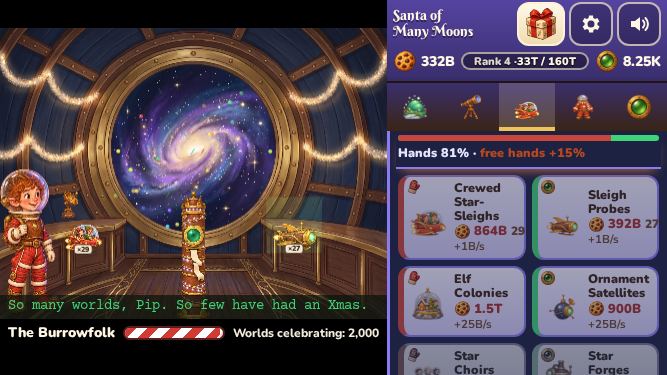 Santa of
Many Moons
332B
Rank 4 · 33T / 160T
8.25K
Hands 81% · free hands +15%
Crewed
Star-
Sleighs
864B 29
+1B/s
Sleigh
Probes
392B 27
+1B/s
Elf
Colonies
1.5T
+25B/s
Ornament
Satellites
900B
+25B/s
Star
Choirs
Star
Forges
×29
×27
So many worlds, Pip. So few have had an Xmas.
The Burrowfolk
Worlds celebrating: 2,000